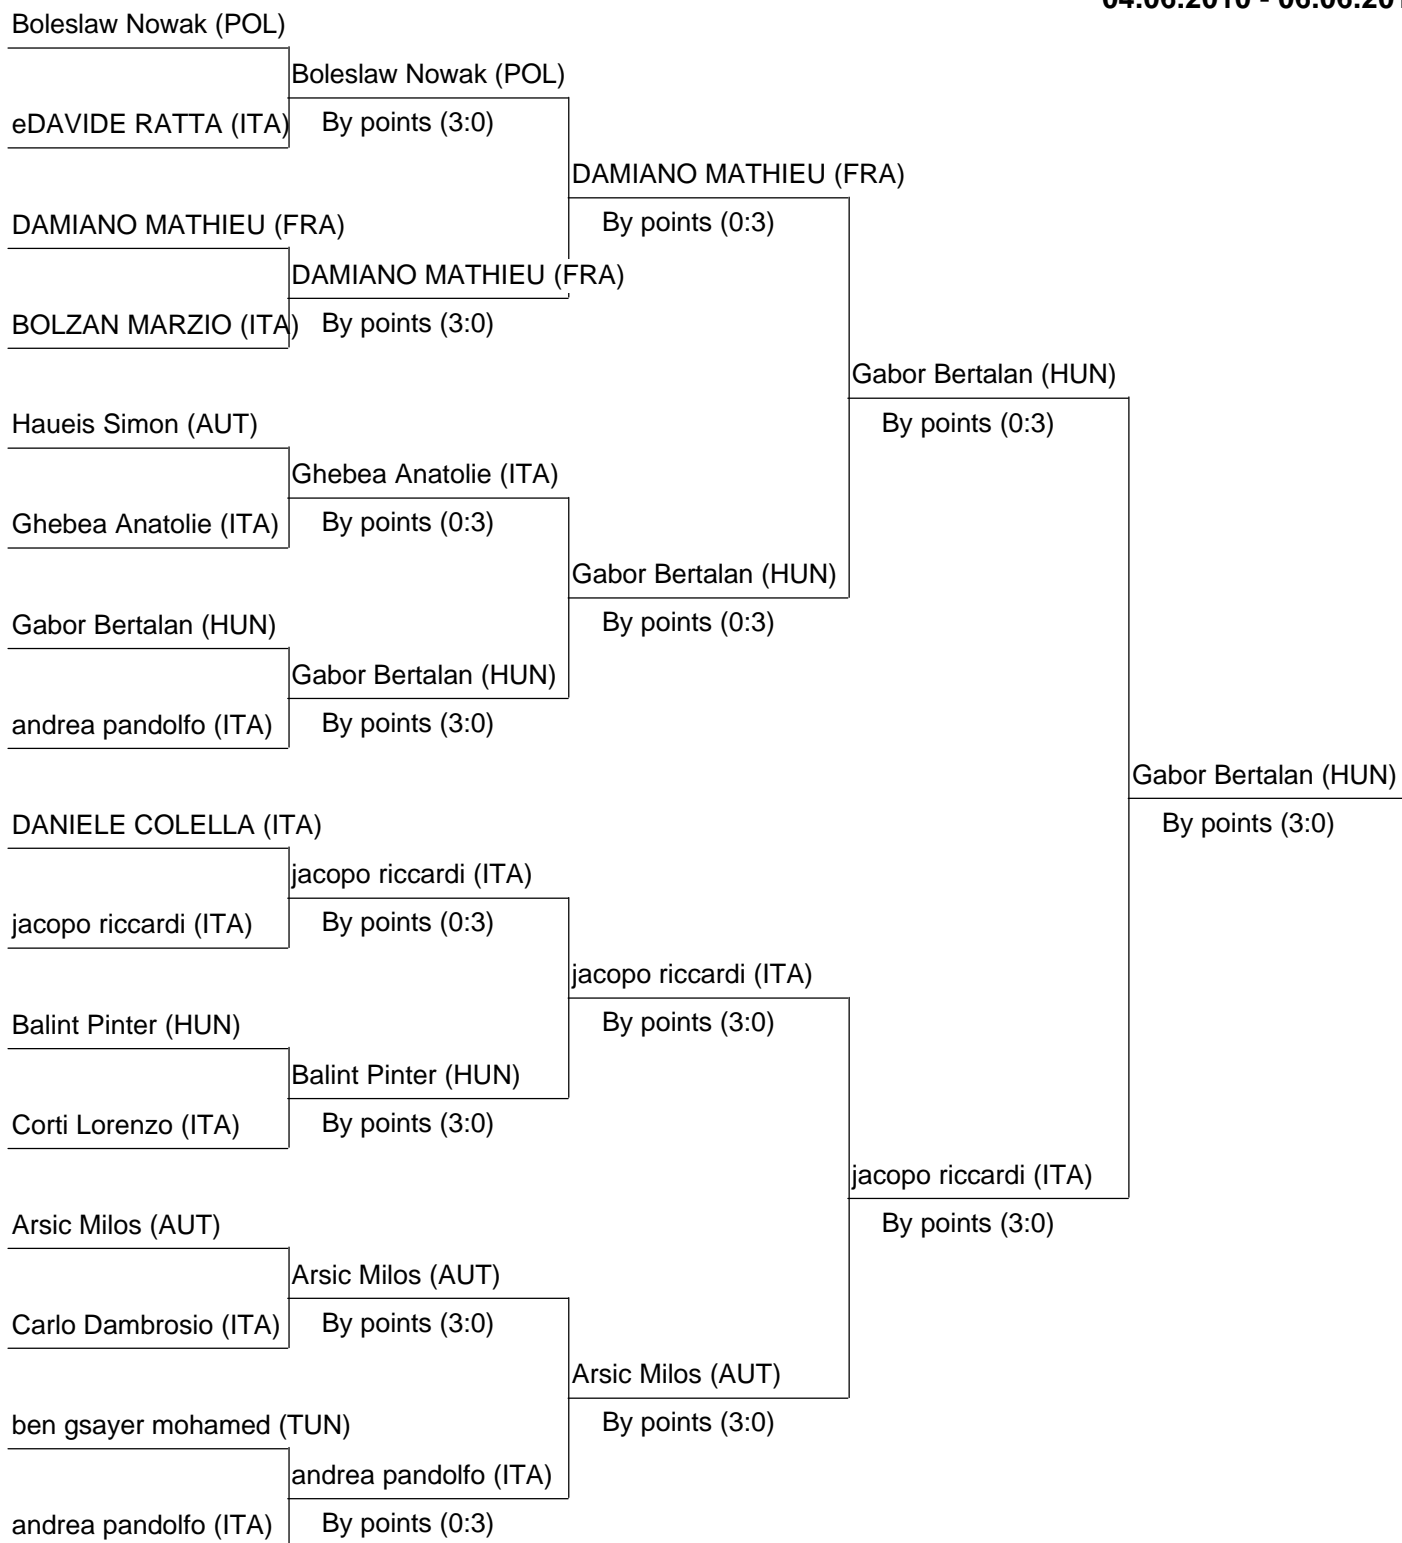 04.06.2010 - 06.06.201
Boleslaw Nowak (POL)
Boleslaw Nowak (POL)
eDAVIDE RATTA (ITA)
By points (3:0)
DAMIANO MATHIEU (FRA)
DAMIANO MATHIEU (FRA)
By points (0:3)
DAMIANO MATHIEU (FRA)
BOLZAN MARZIO (ITA)
By points (3:0)
Gabor Bertalan (HUN)
Haueis Simon (AUT)
By points (0:3)
Ghebea Anatolie (ITA)
Ghebea Anatolie (ITA)
By points (0:3)
Gabor Bertalan (HUN)
Gabor Bertalan (HUN)
By points (0:3)
Gabor Bertalan (HUN)
andrea pandolfo (ITA)
By points (3:0)
Gabor Bertalan (HUN)
DANIELE COLELLA (ITA)
By points (3:0)
jacopo riccardi (ITA)
jacopo riccardi (ITA)
By points (0:3)
jacopo riccardi (ITA)
Balint Pinter (HUN)
By points (3:0)
Balint Pinter (HUN)
Corti Lorenzo (ITA)
By points (3:0)
jacopo riccardi (ITA)
Arsic Milos (AUT)
By points (3:0)
Arsic Milos (AUT)
Carlo Dambrosio (ITA)
By points (3:0)
Arsic Milos (AUT)
ben gsayer mohamed (TUN)
By points (3:0)
andrea pandolfo (ITA)
andrea pandolfo (ITA)
By points (0:3)